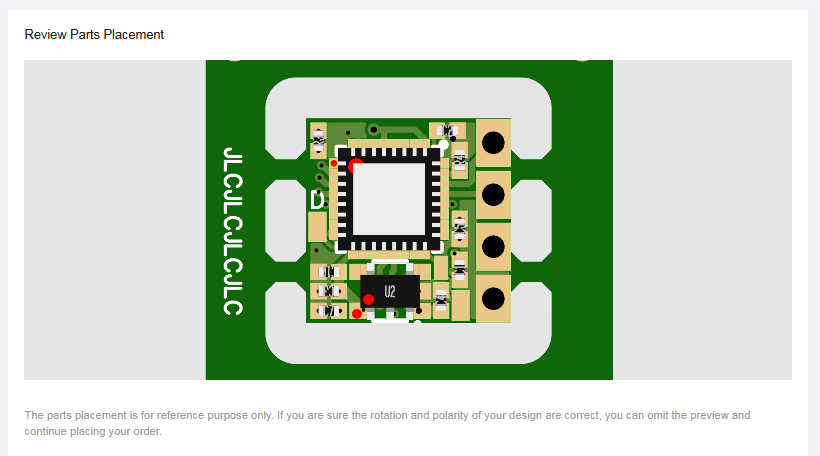 Review Parts Placement
JLCJLCJLCJLC
D
U2
The parts placement is for reference purpose only. If you are sure the rotation and polarity of your design are correct, you can omit the preview and
continue placing your order.